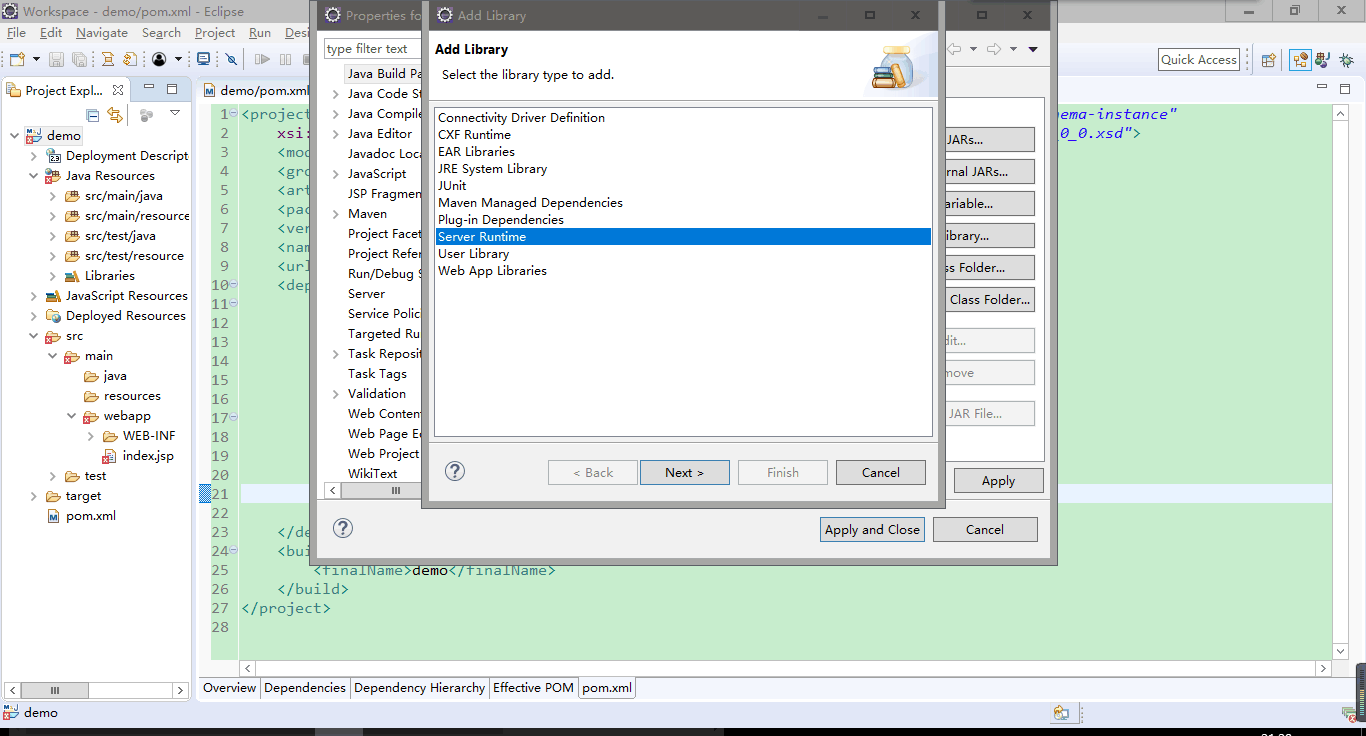 Workspace - demo/pom.xml - Eclipse
File Edit Navigate Search Project Run Desi
Quick Access
Project Expl...
demo
Deployment Descript
Java Resources
src/main/java
src/main/resource
src/test/java
src/test/resource
Libraries
JavaScript Resources
Deployed Resources
src
main
java
resources
webapp
WEB-INF
index.jsp
test
target
pom.xml
demo/pom.xml
1 <project
2 xsi:
3 <mod
4 <gro
5 <art
6 <pac
7 <ver
8 <nam
9 <url
10 <dep
11
12
13
14
15
16
17
18
19
20
21
22
23 </de
24 <bui
25 <finalName>demo</finalName>
26 </build>
27 </project>
28
ema-instance"
0_0.xsd">
Overview Dependencies Dependency Hierarchy Effective POM pom.xml
demo
Properties fo
type filter text
Java Build Pa
Java Code St
Java Compile
Java Editor
Javadoc Loca
JavaScript
JSP Fragmen
Maven
Project Facet
Project Refer
Run/Debug S
Server
Service Polic
Targeted Ru
Task Reposit
Task Tags
Validation
Web Content
Web Page Ed
Web Project
WikiText
JARs...
rnal JARs...
ariable...
ibrary...
ss Folder...
Class Folder...
dit...
move
JAR File...
Apply
Apply and Close Cancel
Add Library
Add Library
Select the library type to add.
Connectivity Driver Definition
CXF Runtime
EAR Libraries
JRE System Library
JUnit
Maven Managed Dependencies
Plug-in Dependencies
Server Runtime
User Library
Web App Libraries
< Back Next > Finish Cancel